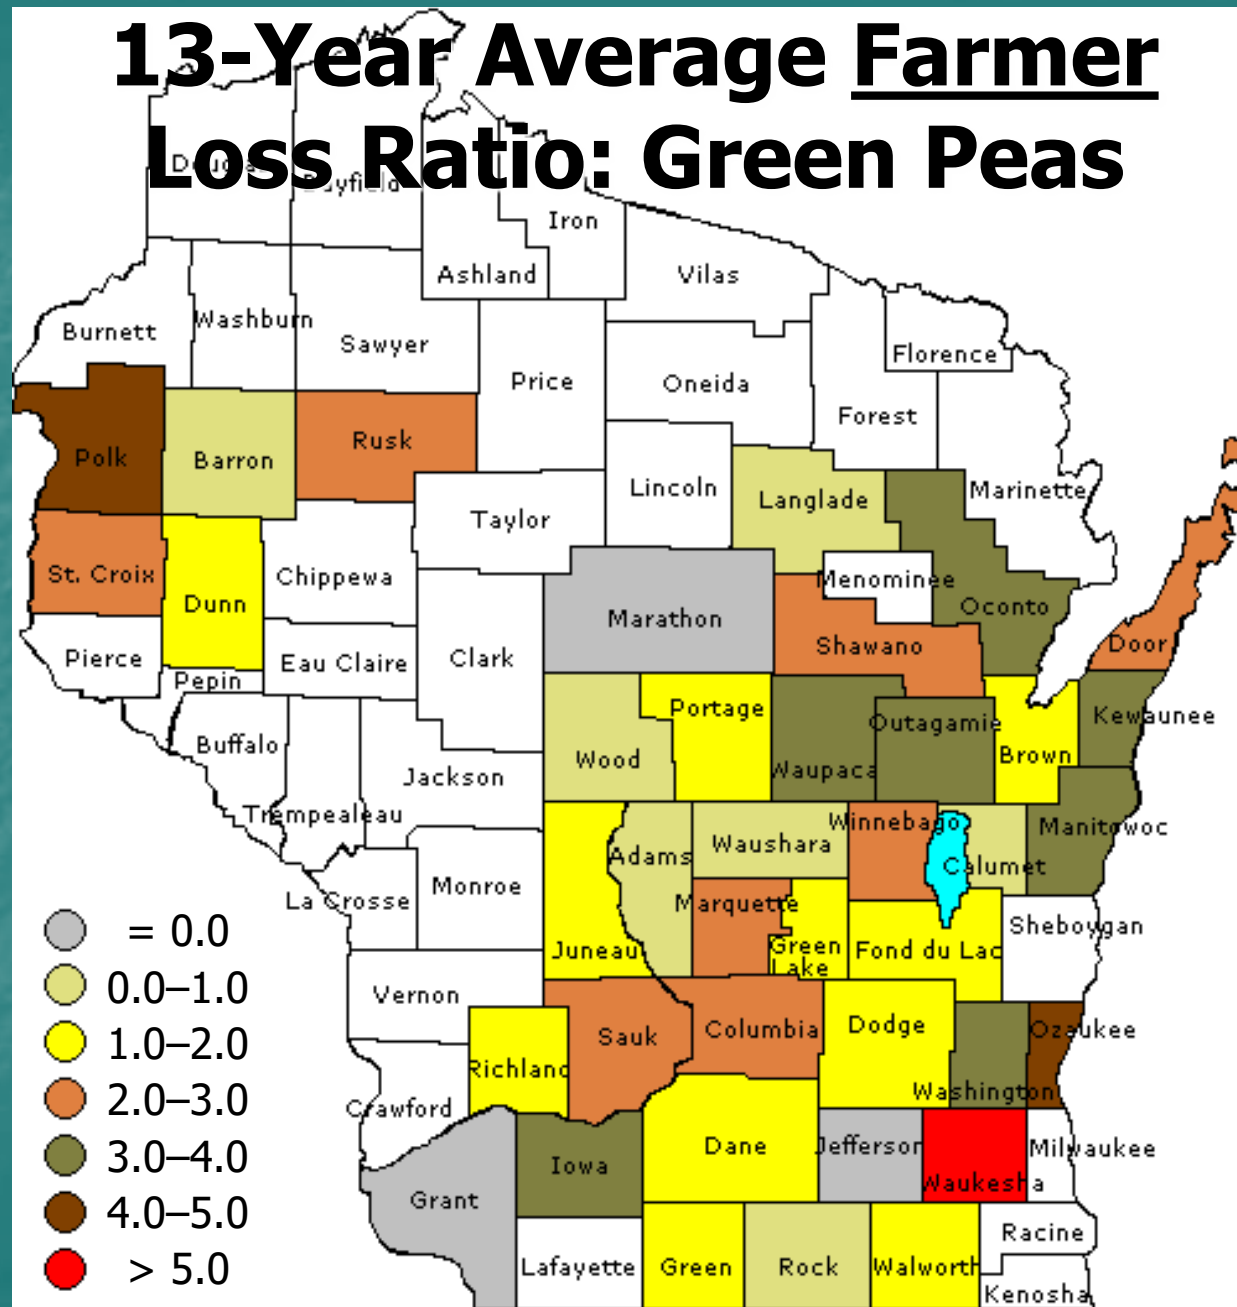 13-Year Average Farmer
Loss Ratio: Green Peas
Bayfield
Iron
Ashland
Vilas
Burnett
Washburn
Sawyer
Florence
Price
Oneida
Forest
Polk
Barron
Rusk
Lincoln
Langlade
Marinette
Taylor
St. Croix
Dunn
Chippewa
Menominee
Oconto
Marathon
Shawano
Door
Pierce
Eau Claire
Clark
Pepin
Portage
Outagamie
Kewaunee
Buffalo
Wood
Waupaca
Brown
Jackson
Trempealeau
Winnebago
Manitowoc
Adams
Waushara
Calumet
Monroe
La Crosse
Marquette
Sheboygan
Juneau
Green
Lake
Fond du Lac
Vernon
Sauk
Columbia
Dodge
Ozaukee
Richland
Washington
Crawford
Dane
Jefferson
Milwaukee
Iowa
Waukesha
Grant
Racine
Lafayette
Green
Rock
Walworth
Kenosha
= 0.0
0.0–1.0
1.0–2.0
2.0–3.0
3.0–4.0
4.0–5.0
> 5.0